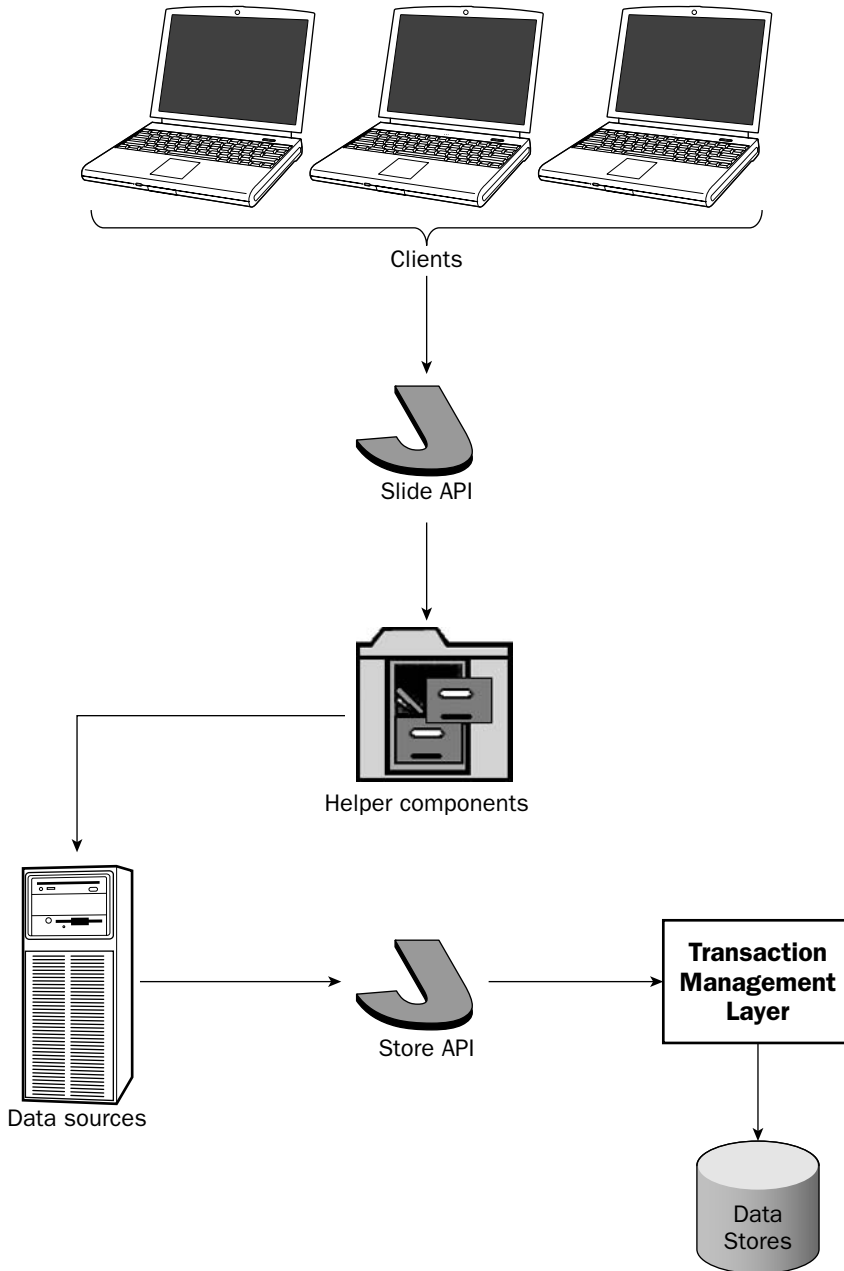 Clients
Slide API
Helper components
Data sources
Store API
Transaction
Management
Layer
Data
Stores